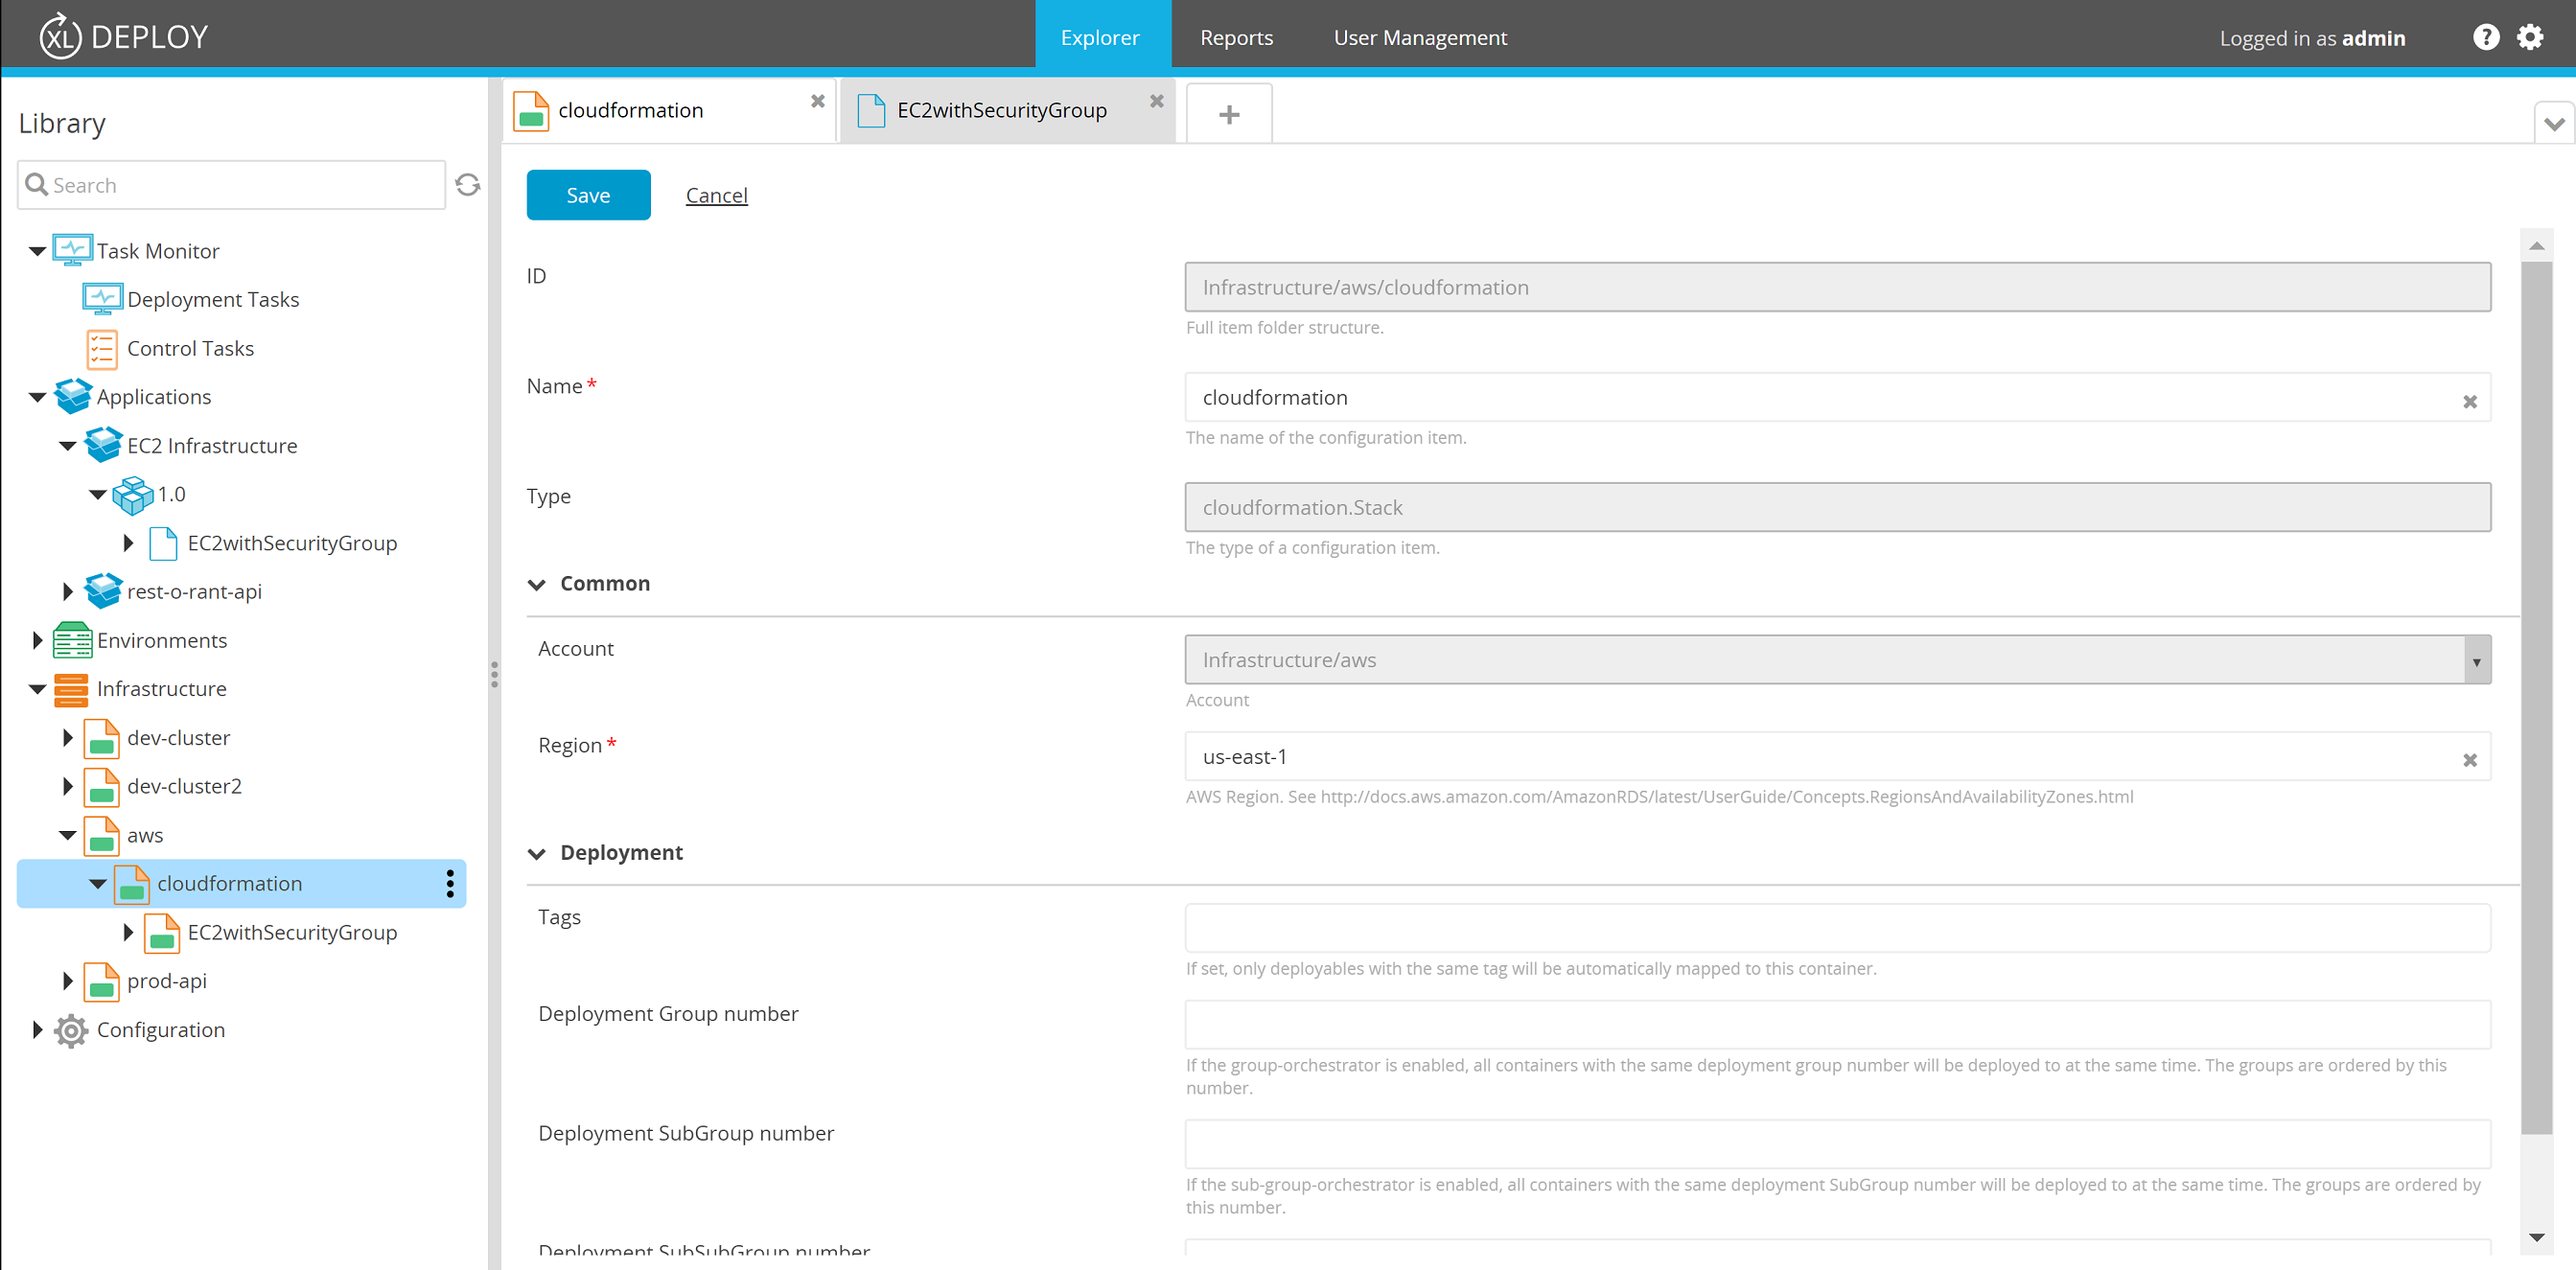 XL DEPLOY
Explorer
Reports
User Management
Logged in as admin
?
Library
Search
Task Monitor
Deployment Tasks
Control Tasks
Applications
EC2 Infrastructure
1.0
EC2withSecurityGroup
rest-o-rant-api
Environments
Infrastructure
dev-cluster
dev-cluster2
aws
cloudformation
EC2withSecurityGroup
prod-api
Configuration
cloudformation
EC2withSecurityGroup
+
Save
Cancel
ID
Infrastructure/aws/cloudformation
Full item folder structure.
Name *
cloudformation
The name of the configuration item.
Type
cloudformation.Stack
The type of a configuration item.
Common
Account
Infrastructure/aws
Account
Region *
us-east-1
AWS Region. See http://docs.aws.amazon.com/AmazonRDS/latest/UserGuide/Concepts.RegionsAndAvailabilityZones.html
Deployment
Tags
If set, only deployables with the same tag will be automatically mapped to this container.
Deployment Group number
If the group-orchestrator is enabled, all containers with the same deployment group number will be deployed to at the same time. The groups are ordered by this
number.
Deployment SubGroup number
If the sub-group-orchestrator is enabled, all containers with the same deployment SubGroup number will be deployed to at the same time. The groups are ordered by
this number.
Deployment SubSubGroup number